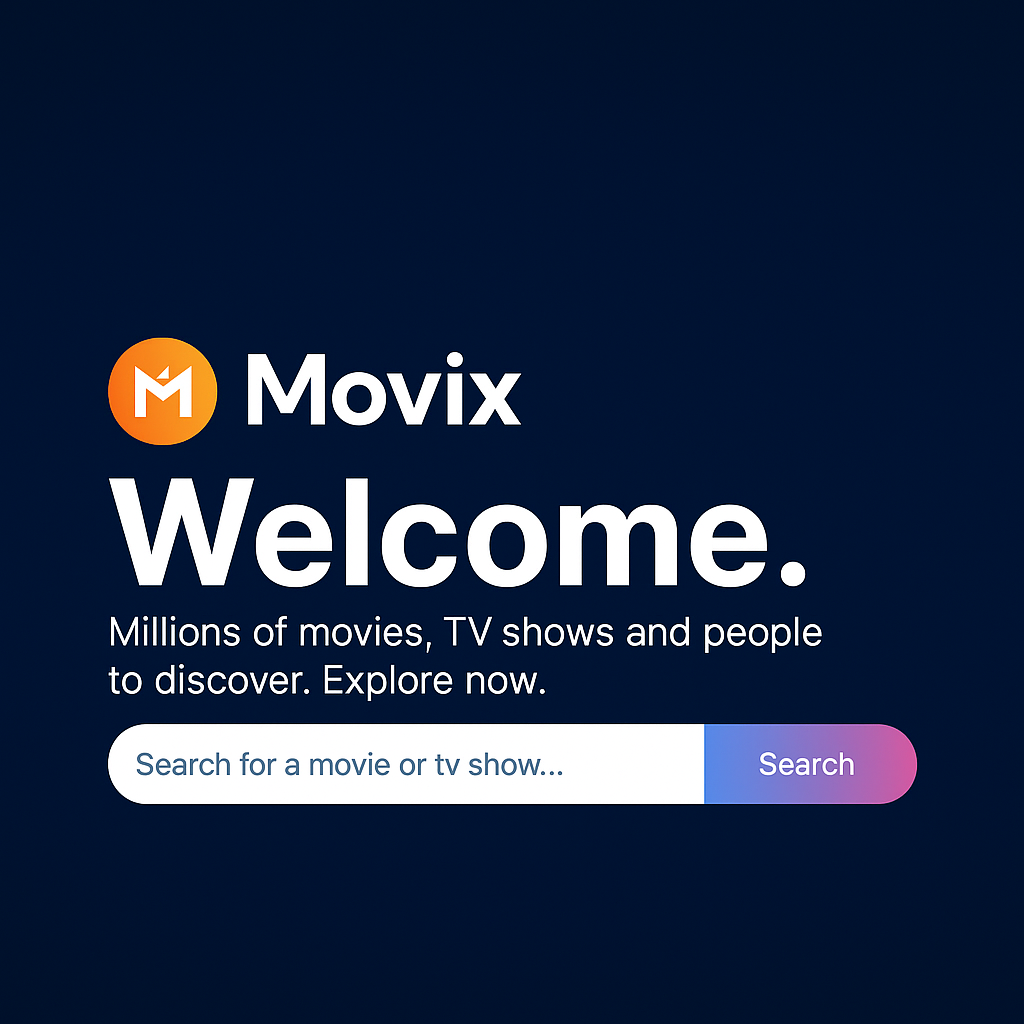 M Movix
Welcome.
Millions of movies, TV shows and people
to discover. Explore now.
Search for a movie or tv show... Search